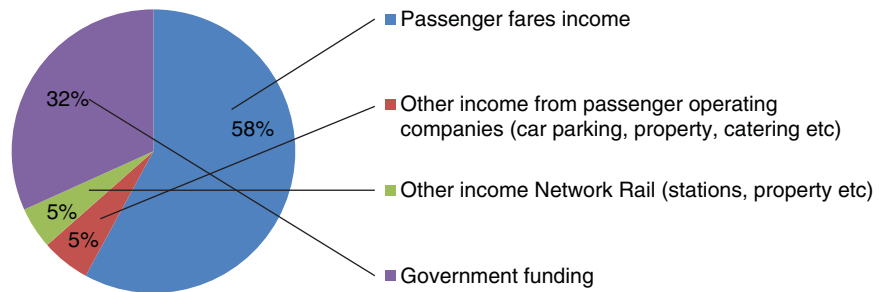 Passenger fares income
32%
58%
Other income from passenger operating
companies (car parking, property, catering etc)
5%
Other income Network Rail (stations, property etc)
5%
Government funding